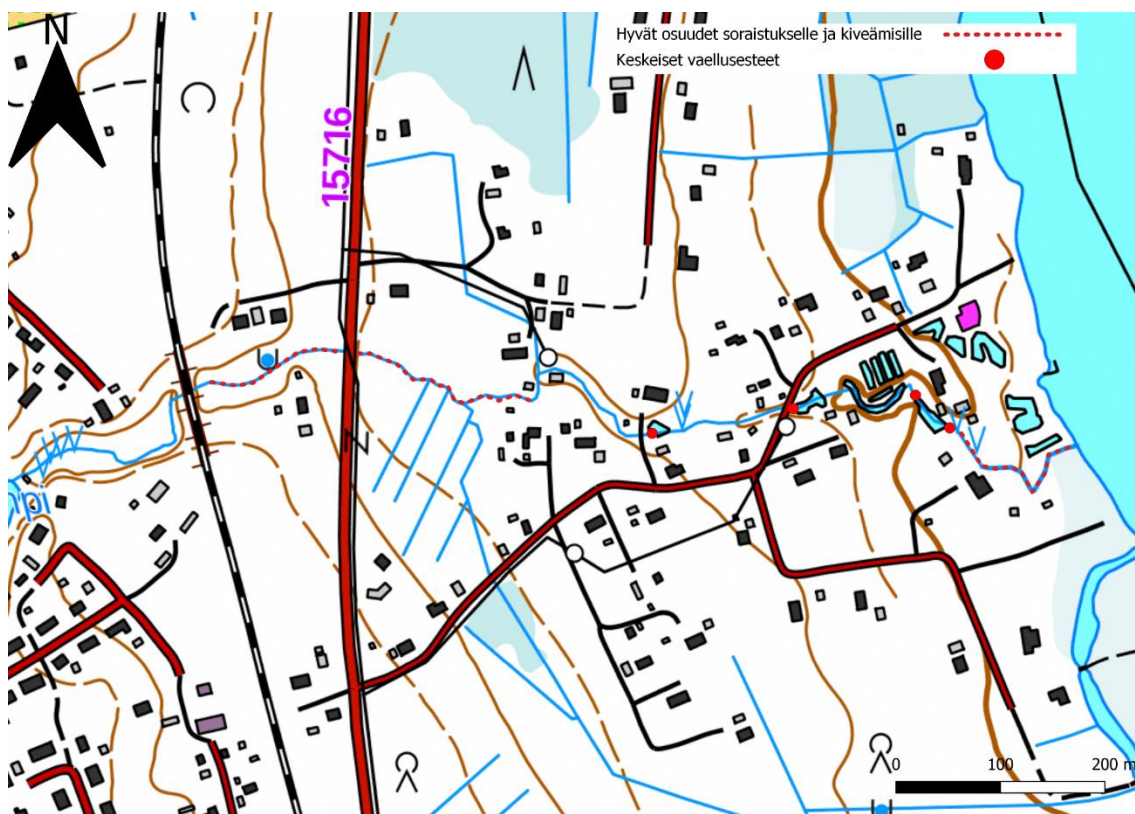 N
Hyvät osuudet soraistukselle ja kiveämisille
Keskeiset vaellusesteet
15716
0 100 200 m